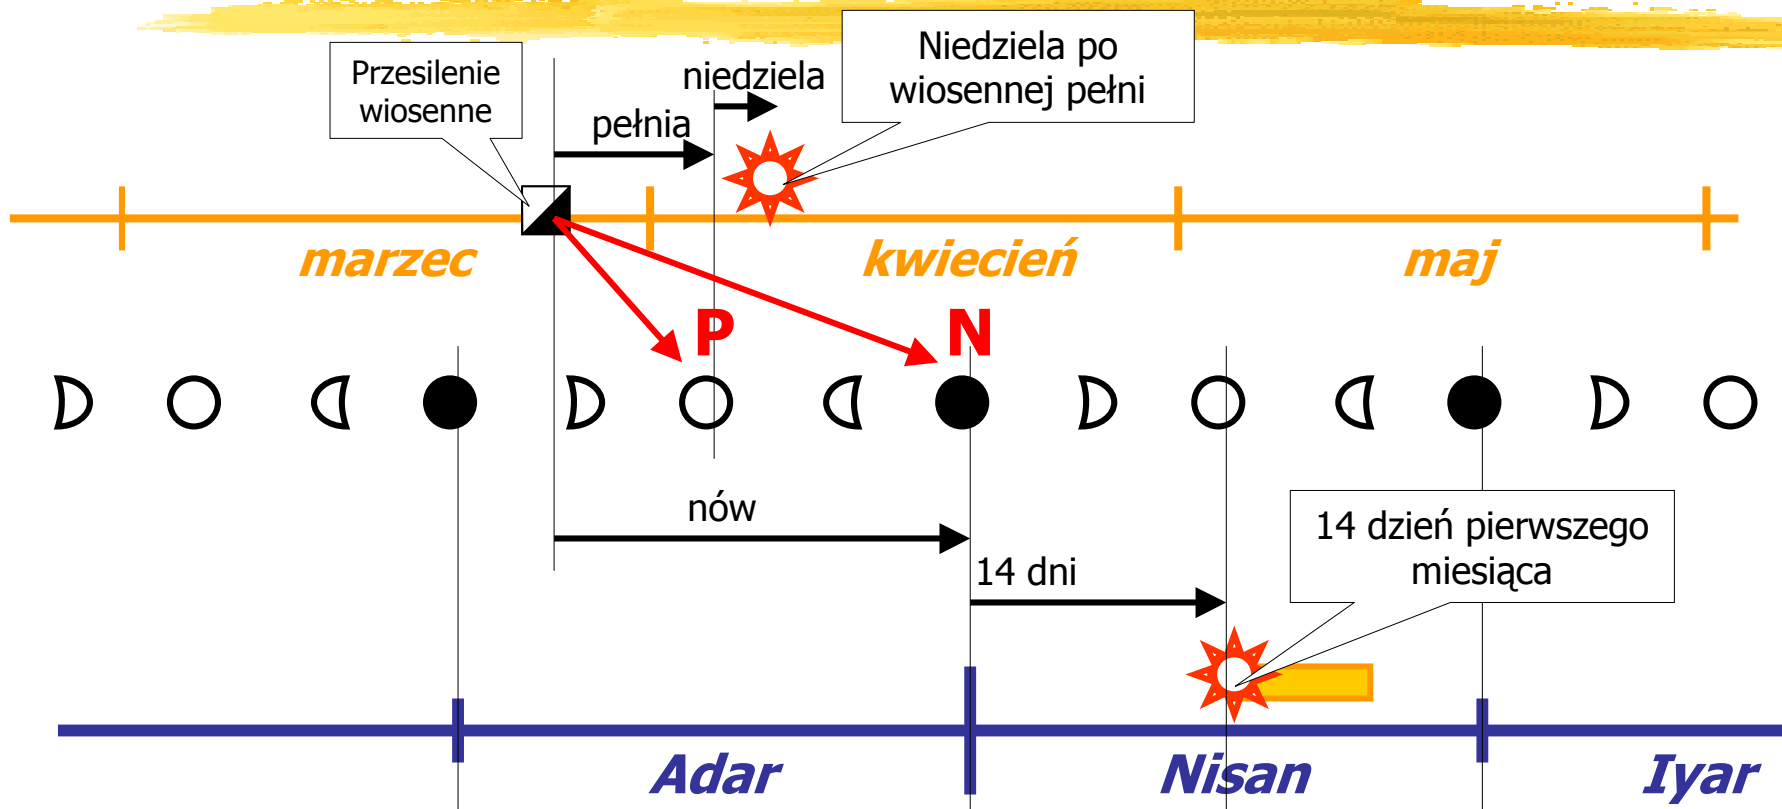 Przesilenie
wiosenne
niedziela
Niedziela po
wiosennej pełni
pełnia
marzec
kwiecień
maj
P
N
nów
14 dni
14 dzień pierwszego
miesiąca
Adar
Nisan
Iyar